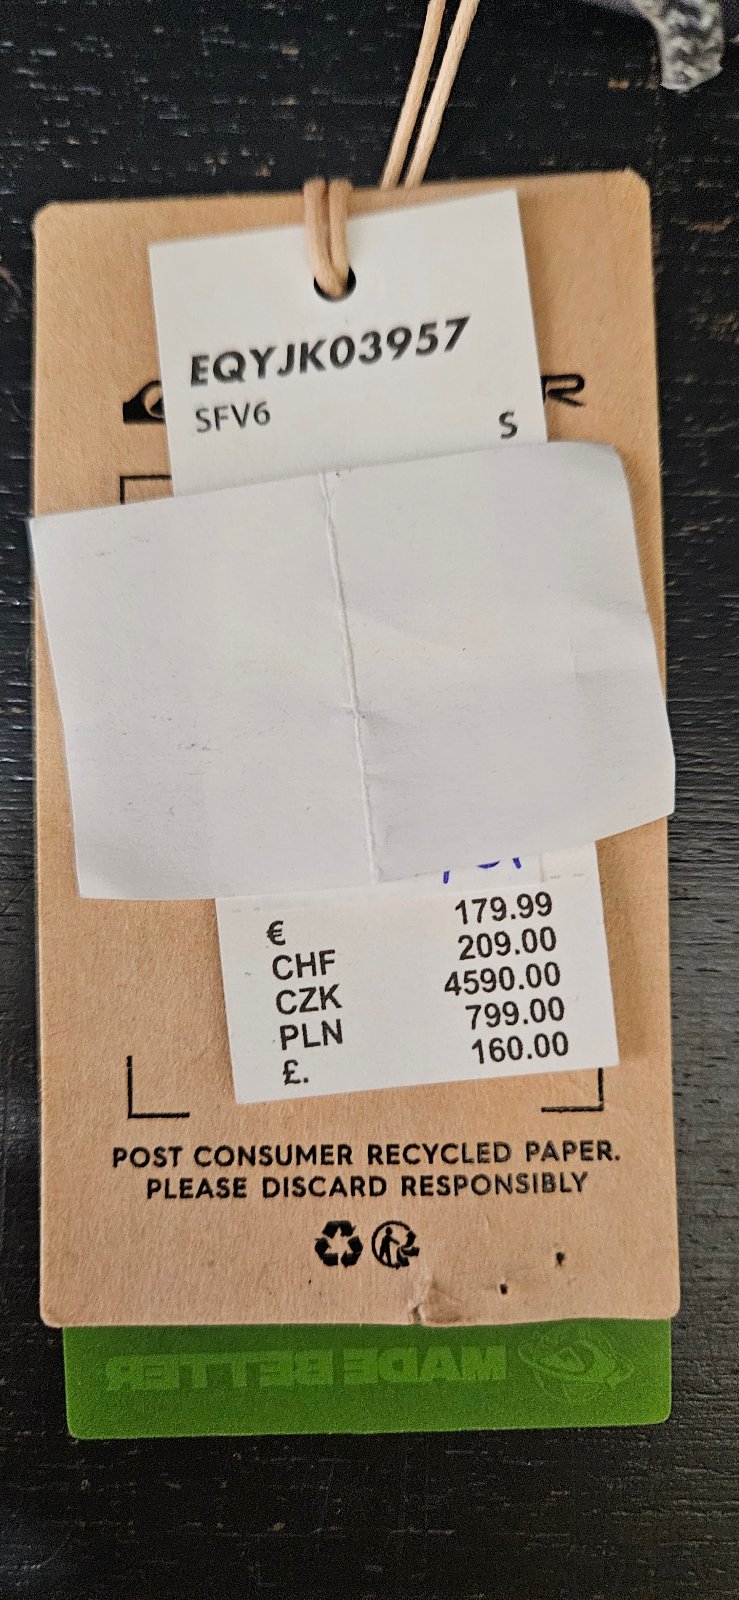 EQYJK03957
SFV6 S
R
€ 179.99
CHF 209.00
CZK 4590.00
PLN 799.00
£. 160.00
POST CONSUMER RECYCLED PAPER.
PLEASE DISCARD RESPONSIBLY
MADE BETTER